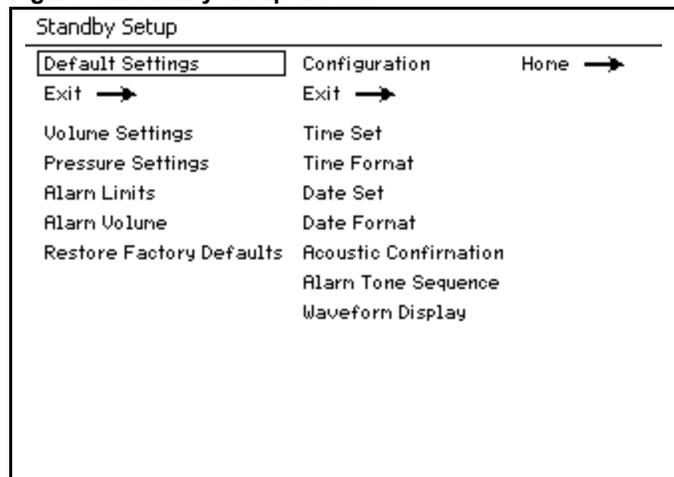 Standby Setup
Default Settings
Exit
Volume Settings
Pressure Settings
Alarm Limits
Alarm Volume
Restore Factory Defaults
Configuration
Exit
Time Set
Time Format
Date Set
Date Format
Acoustic Confirmation
Alarm Tone Sequence
Waveform Display
Home